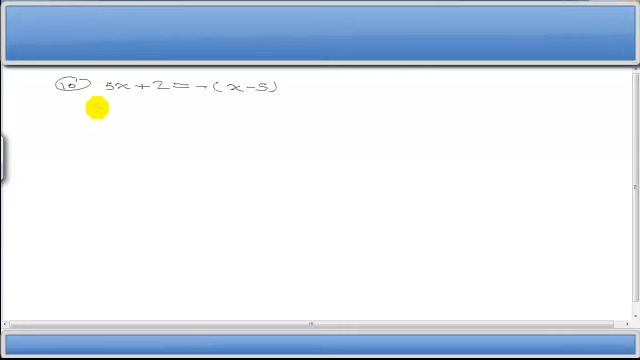 10 5x + 2 = -(x - 5)